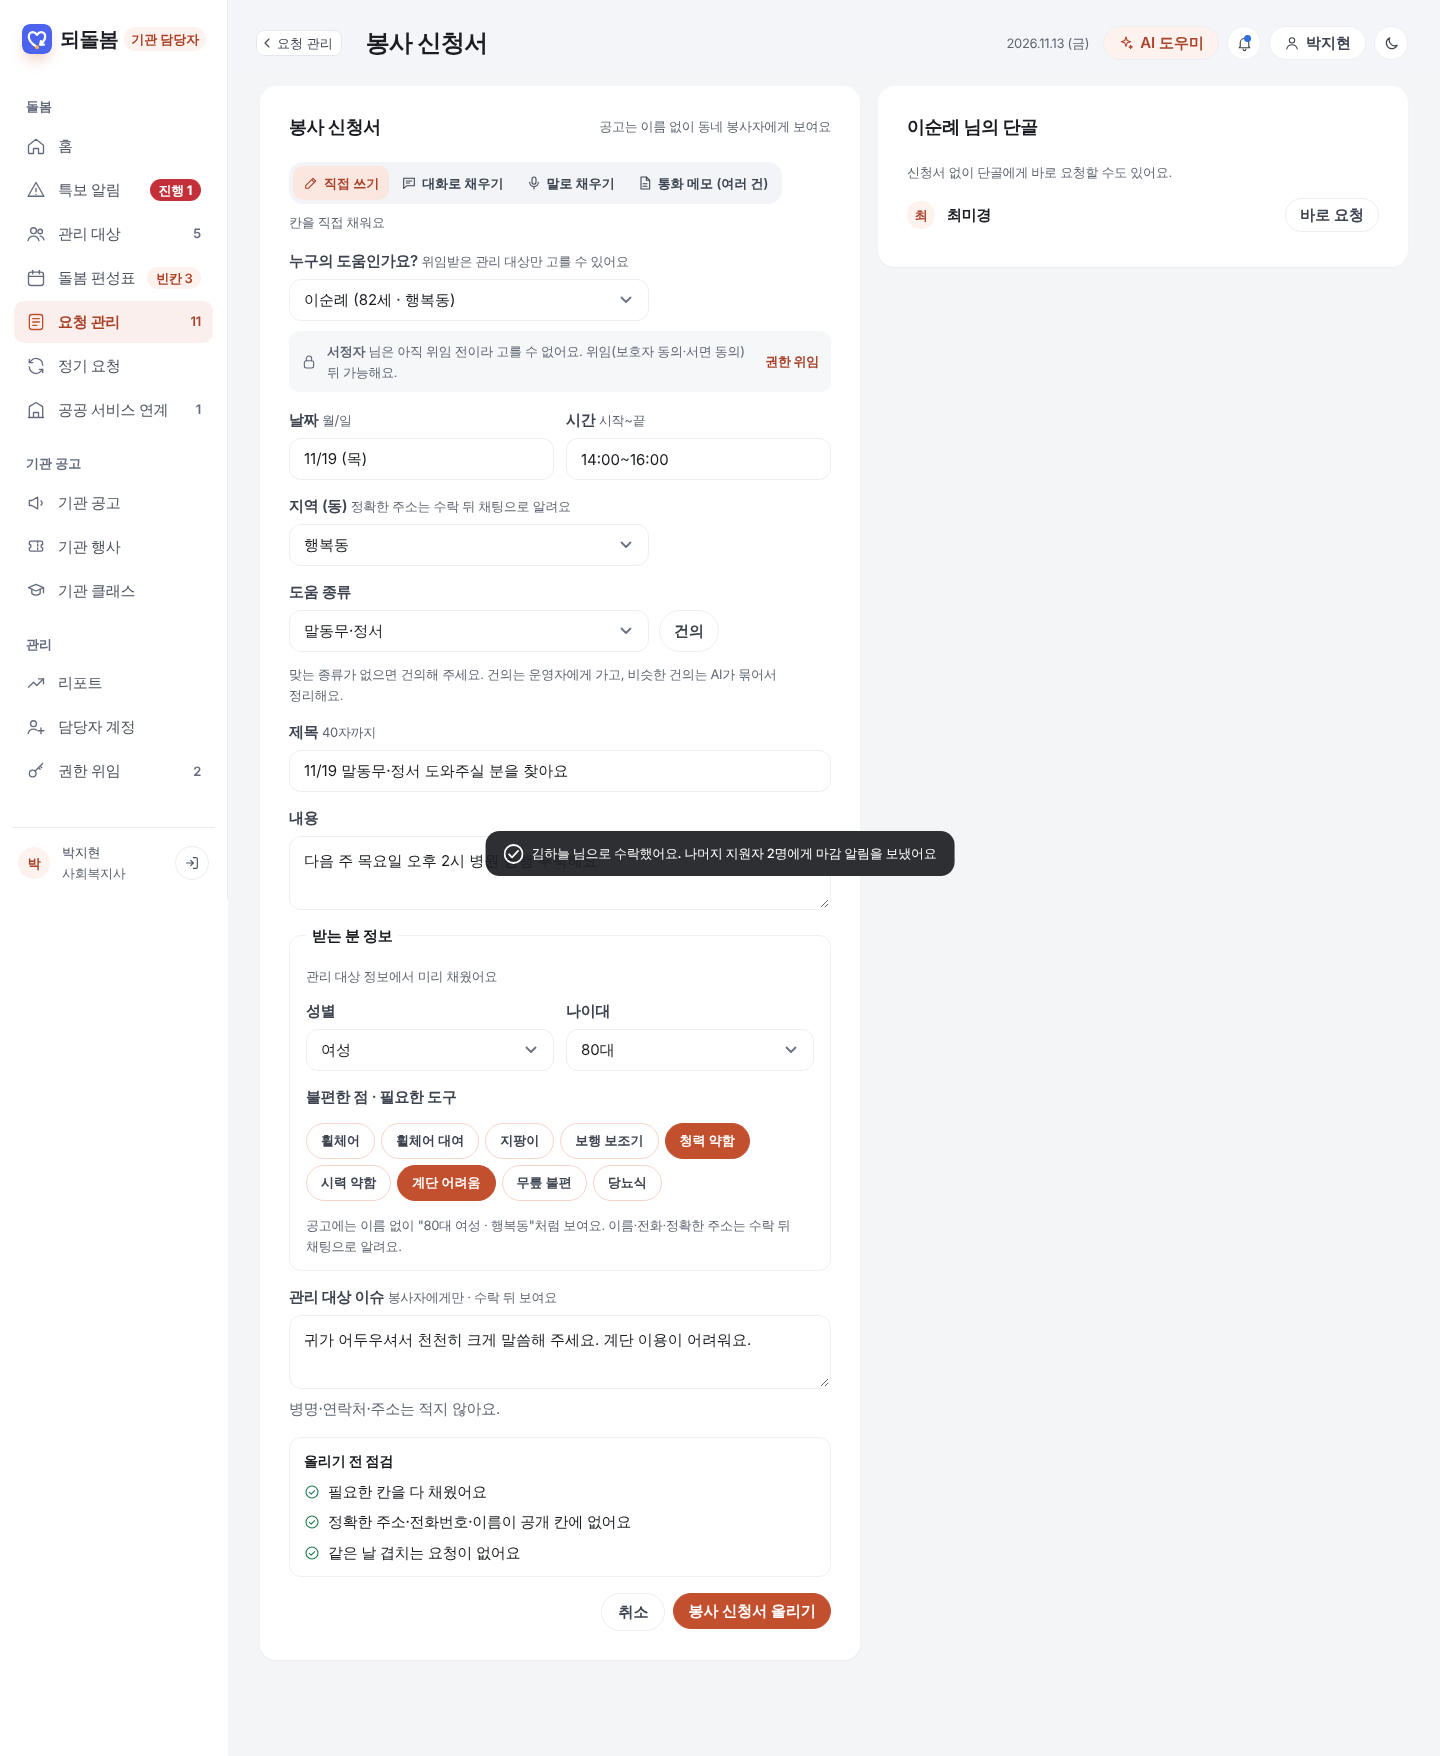 되돌봄 기관 담당자
돌봄
홈
특보 알림 진행 1
관리 대상 5
돌봄 편성표 빈칸 3
요청 관리 11
정기 요청
공공 서비스 연계 1
기관 공고
기관 공고
기관 행사
기관 클래스
관리
리포트
담당자 계정
권한 위임 2
박 박지현
사회복지사
요청 관리 봉사 신청서
2026.11.13 (금) AI 도우미 박지현
봉사 신청서 공고는 이름 없이 동네 봉사자에게 보여요
직접 쓰기 대화로 채우기 말로 채우기 통화 메모 (여러 건)
칸을 직접 채워요
누구의 도움인가요? 위임받은 관리 대상만 고를 수 있어요
이순례 (82세 · 행복동)
서정자 님은 아직 위임 전이라 고를 수 없어요. 위임(보호자 동의·서면 동의)
뒤 가능해요.
권한 위임
날짜 월/일 시간 시작~끝
11/19 (목) 14:00~16:00
지역 (동) 정확한 주소는 수락 뒤 채팅으로 알려요
행복동
도움 종류
말동무·정서 건의
맞는 종류가 없으면 건의해 주세요. 건의는 운영자에게 가고, 비슷한 건의는 AI가 묶어서
정리해요.
제목 40자까지
11/19 말동무·정서 도와주실 분을 찾아요
내용
다음 주 목요일 오후 2시 병원
김하늘 님으로 수락했어요. 나머지 지원자 2명에게 마감 알림을 보냈어요
받는 분 정보
관리 대상 정보에서 미리 채웠어요
성별 나이대
여성 80대
불편한 점 · 필요한 도구
휠체어 휠체어 대여 지팡이 보행 보조기 청력 약함
시력 약함 계단 어려움 무릎 불편 당뇨식
공고에는 이름 없이 "80대 여성 · 행복동"처럼 보여요. 이름·전화·정확한 주소는 수락 뒤
채팅으로 알려요.
관리 대상 이슈 봉사자에게만 · 수락 뒤 보여요
귀가 어두우셔서 천천히 크게 말씀해 주세요. 계단 이용이 어려워요.
병명·연락처·주소는 적지 않아요.
올리기 전 점검
필요한 칸을 다 채웠어요
정확한 주소·전화번호·이름이 공개 칸에 없어요
같은 날 겹치는 요청이 없어요
취소 봉사 신청서 올리기
이순례 님의 단골
신청서 없이 단골에게 바로 요청할 수도 있어요.
최 최미경 바로 요청